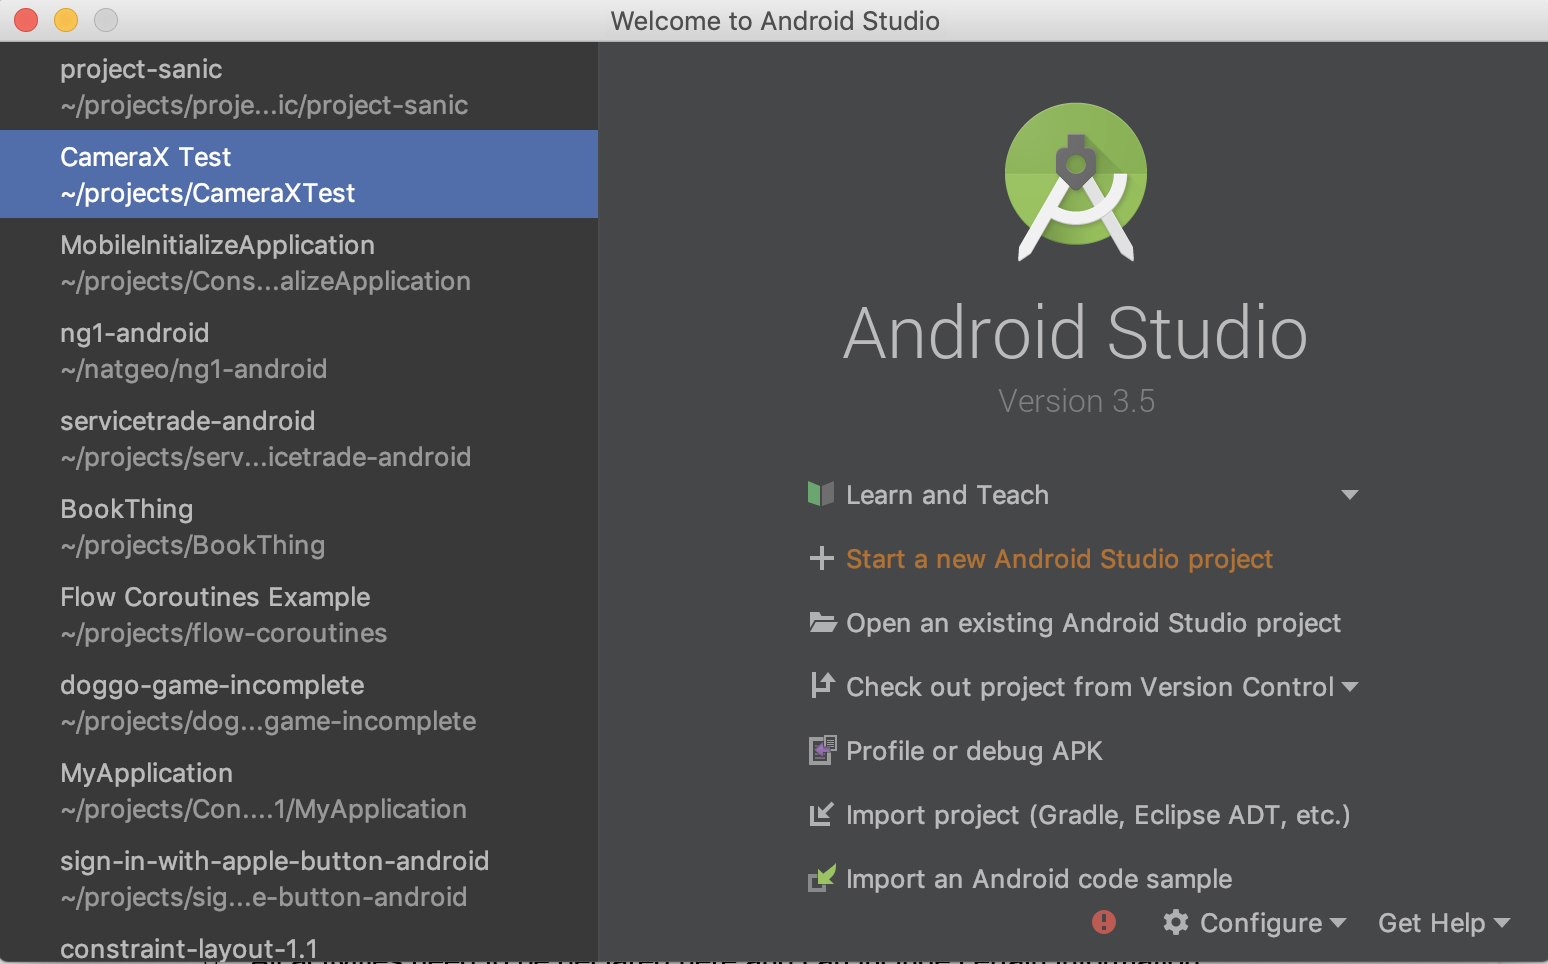 Welcome to Android Studio
project-sanic
~/projects/proje...ic/project-sanic
CameraX Test
~/projects/CameraXTest
MobileInitializeApplication
~/projects/Cons...alizeApplication
ng1-android
~/natgeo/ng1-android
servicetrade-android
~/projects/serv...icetrade-android
BookThing
~/projects/BookThing
Flow Coroutines Example
~/projects/flow-coroutines
doggo-game-incomplete
~/projects/dog...game-incomplete
MyApplication
~/projects/Con....1/MyApplication
sign-in-with-apple-button-android
~/projects/sig...e-button-android
constraint-layout-1.1
Android Studio
Version 3.5
Learn and Teach
Start a new Android Studio project
Open an existing Android Studio project
Check out project from Version Control
Profile or debug APK
Import project (Gradle, Eclipse ADT, etc.)
Import an Android code sample
Configure
Get Help